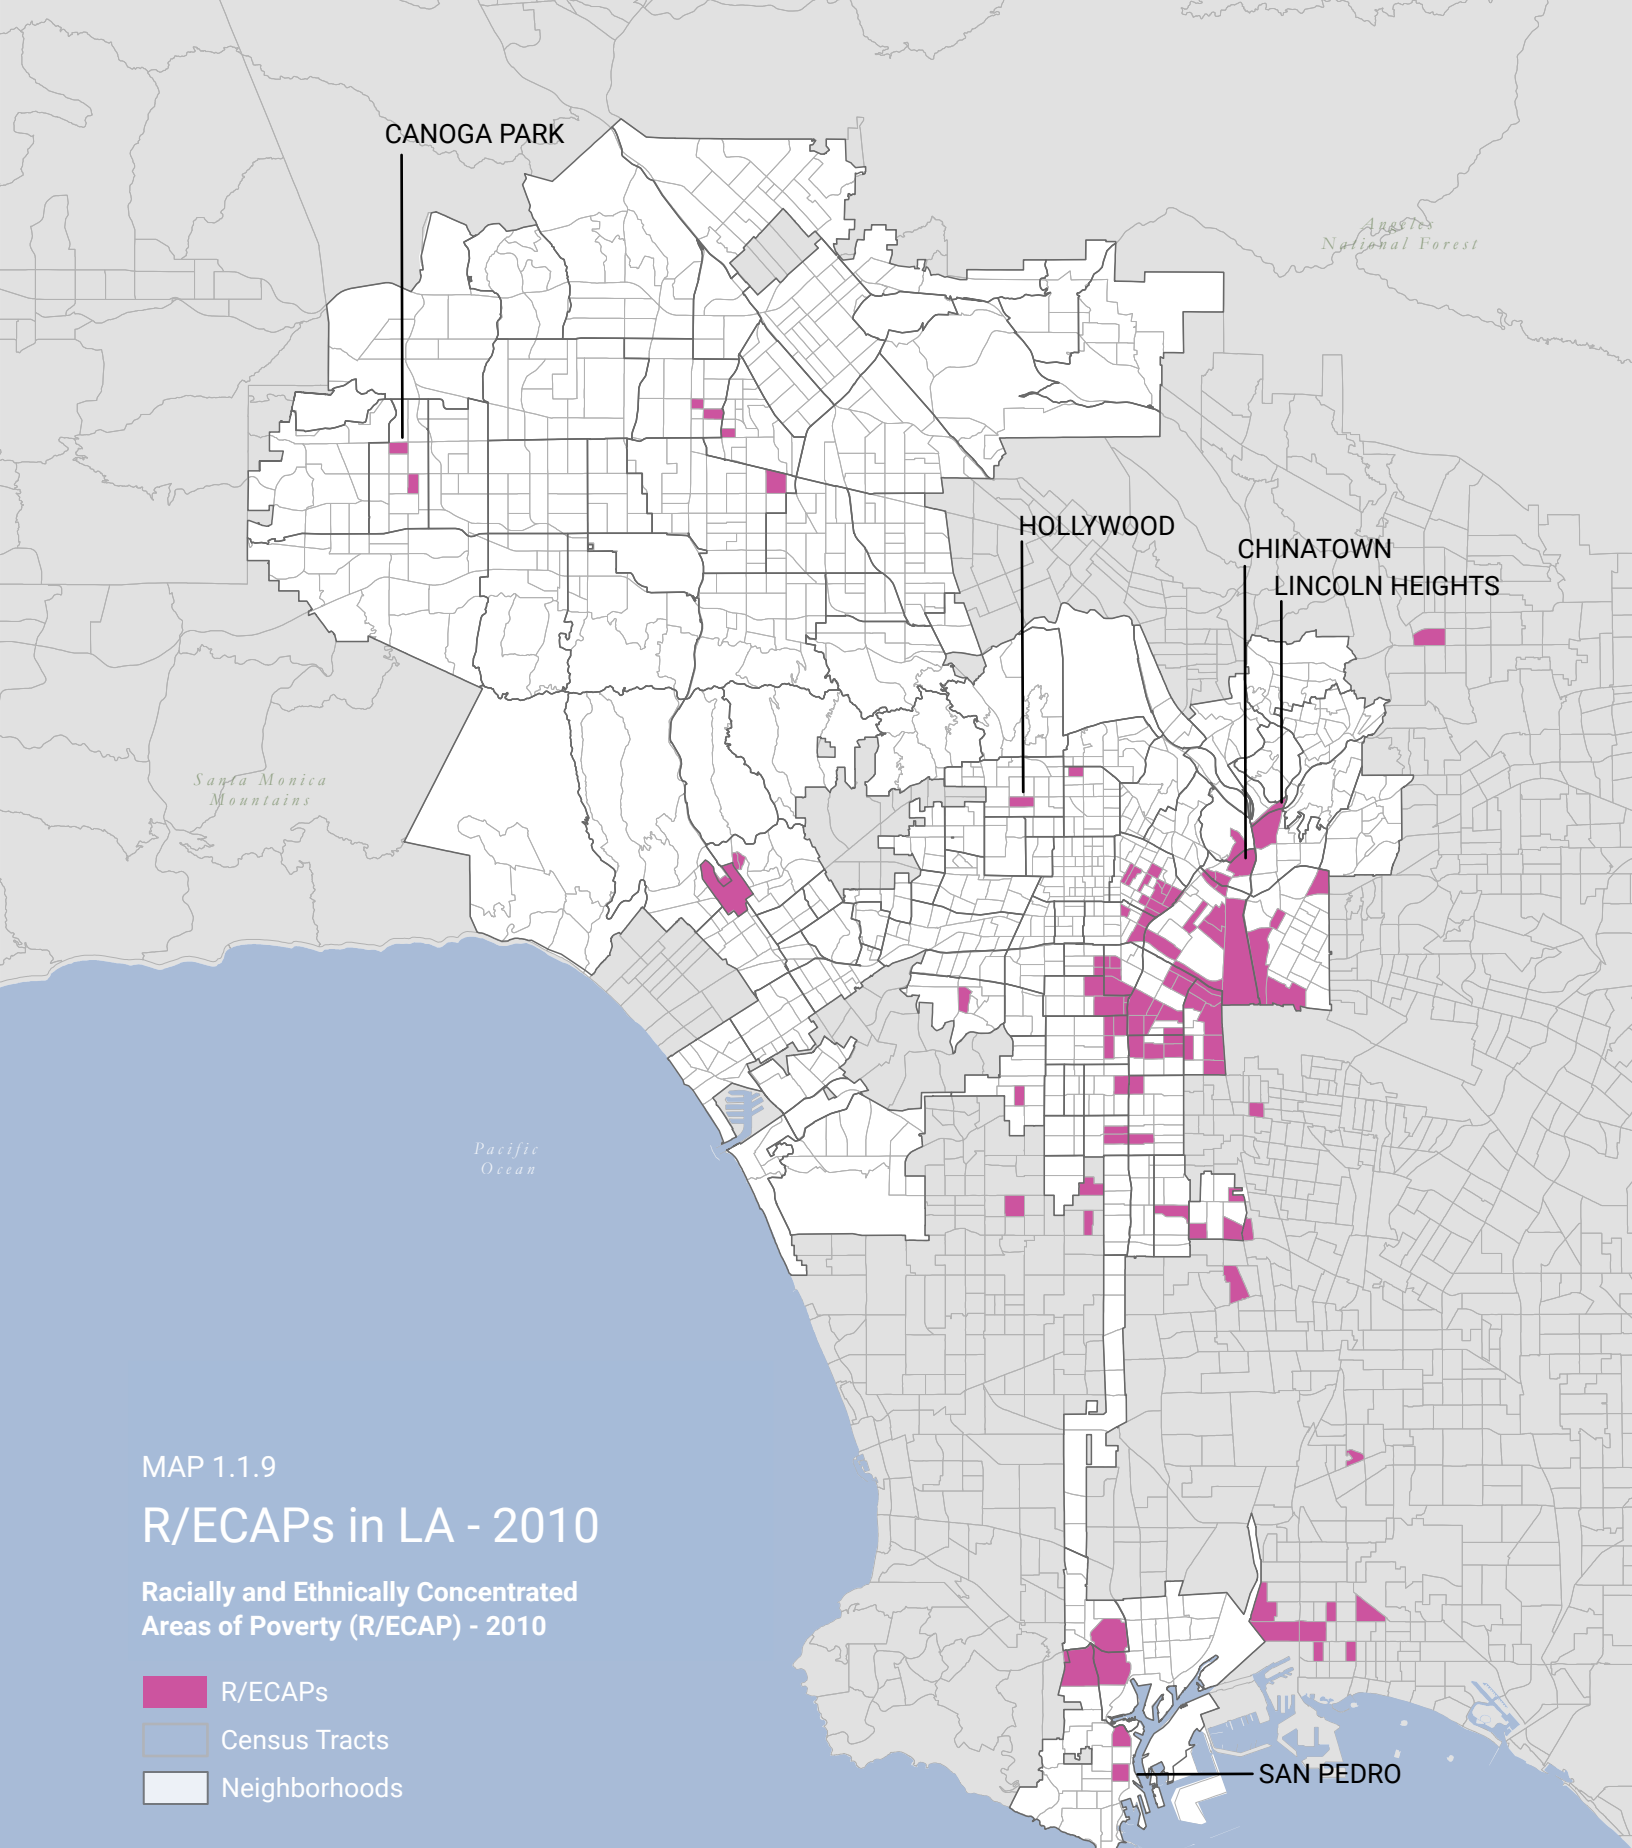 CANOGA PARK
Angeles
National Forest
HOLLYWOOD
CHINATOWN
LINCOLN HEIGHTS
Santa Monica
Mountains
Pacific
Ocean
MAP 1.1.9
R/ECAPs in LA - 2010
Racially and Ethnically Concentrated
Areas of Poverty (R/ECAP) - 2010
R/ECAPs
Census Tracts
Neighborhoods
SAN PEDRO